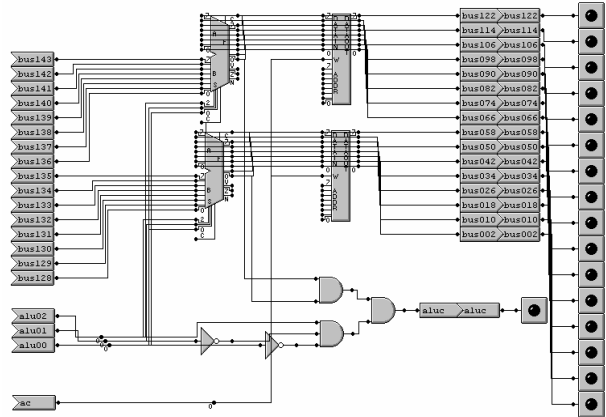 bus122 bus122
bus114 bus114
bus106 bus106
bus098 bus098
bus090 bus090
bus082 bus082
bus074 bus074
bus066 bus066
bus058 bus058
bus050 bus050
bus042 bus042
bus034 bus034
bus026 bus026
bus018 bus018
bus010 bus010
bus002 bus002
bus143
bus142
bus141
bus140
bus139
bus138
bus137
bus136
bus135
bus134
bus133
bus132
bus131
bus130
bus129
bus128
alu02
alu01
alu00
aluc aluc
ac